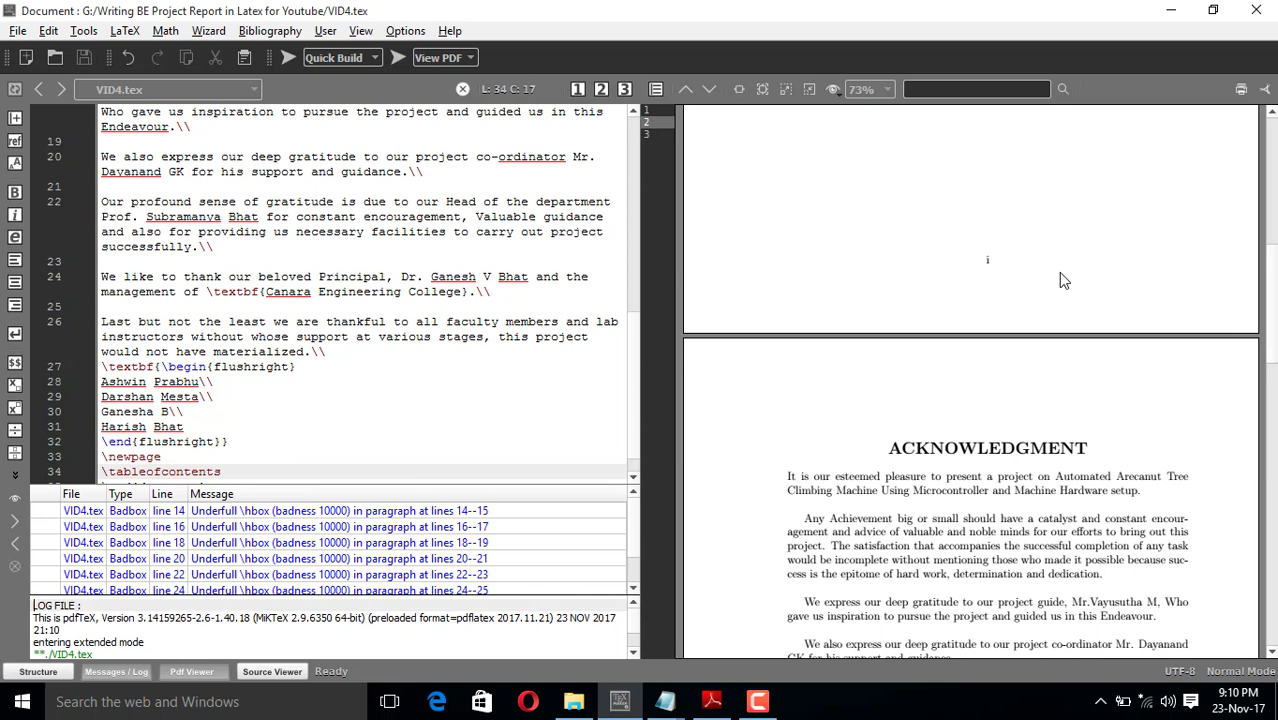 Document : G:/Writing BE Project Report in Latex for Youtube/VID4.tex
File Edit Tools LaTeX Math Wizard Bibliography User View Options Help
Quick Build View PDF
VID4.tex L: 34 C: 17 1 2 3 73%
Who gave us inspiration to pursue the project and guided us in this
Endeavour.\\
19
20 We also express our deep gratitude to our project co-ordinator Mr.
Dayanand GK for his support and guidance.\\
21
22 Our profound sense of gratitude is due to our Head of the department
Prof. Subramanya Bhat for constant encouragement, Valuable guidance
and also for providing us necessary facilities to carry out project
successfully.\\
23
24 We like to thank our beloved Principal, Dr. Ganesh V Bhat and the
management of \textbf{Canara Engineering College}.\\
25
26 Last but not the least we are thankful to all faculty members and lab
instructors without whose support at various stages, this project
would not have materialized.\\
27 \textbf{\begin{flushright}
28 Ashwin Prabhu\\
29 Darshan Mesta\\
30 Ganesha B\\
31 Harish Bhat
32 \end{flushright}}
33 \newpage
34 \tableofcontents
File Type Line Message
VID4.tex Badbox line 14 Underfull \hbox (badness 10000) in paragraph at lines 14--15
VID4.tex Badbox line 16 Underfull \hbox (badness 10000) in paragraph at lines 16--17
VID4.tex Badbox line 18 Underfull \hbox (badness 10000) in paragraph at lines 18--19
VID4.tex Badbox line 20 Underfull \hbox (badness 10000) in paragraph at lines 20--21
VID4.tex Badbox line 22 Underfull \hbox (badness 10000) in paragraph at lines 22--23
VID4.tex Badbox line 24 Underfull \hbox (badness 10000) in paragraph at lines 24--25
LOG FILE :
This is pdfTeX, Version 3.14159265-2.6-1.40.18 (MiKTeX 2.9.6350 64-bit) (preloaded format=pdflatex 2017.11.21) 23 NOV 2017
21:10
entering extended mode
**./VID4.tex
1
2
3
i
ACKNOWLEDGMENT
It is our esteemed pleasure to present a project on Automated Arecanut Tree
Climbing Machine Using Microcontroller and Machine Hardware setup.
Any Achievement big or small should have a catalyst and constant encour-
agement and advice of valuable and noble minds for our efforts to bring out this
project. The satisfaction that accompanies the successful completion of any task
would be incomplete without mentioning those who made it possible because suc-
cess is the epitome of hard work, determination and dedication.
We express our deep gratitude to our project guide, Mr.Vayusutha M, Who
gave us inspiration to pursue the project and guided us in this Endeavour.
We also express our deep gratitude to our project co-ordinator Mr. Dayanand
GK for his support and guidance.
Structure Messages / Log Pdf Viewer Source Viewer Ready UTF-8 Normal Mode
Search the web and Windows
9:10 PM
23-Nov-17